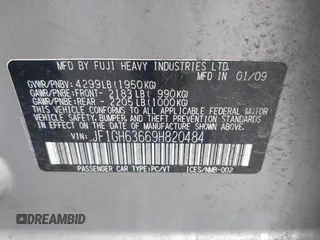 MFD BY FUJI HEAVY INDUSTRIES LTD.
MFD. IN 01/09
GVWR/PNBV: 4299LB(1950KG)
GAWR/PNBE:FRONT- 2183LB( 990KG)
GAWR/PNBE:REAR - 2205LB(1000KG)
THIS VEHICLE CONFORMS TO ALL APPLICABLE FEDERAL
MOTOR VEHICLE SAFETY, BUMPER, AND THEFT
PREVENTION STANDARDS IN EFFECT ON THE DATE OF
MANUFACTURE SHOWN ABOVE.
VIN: JF1GH63669H820484
PASSENGER CAR TYPE:PC/VT ICES/NMB-002